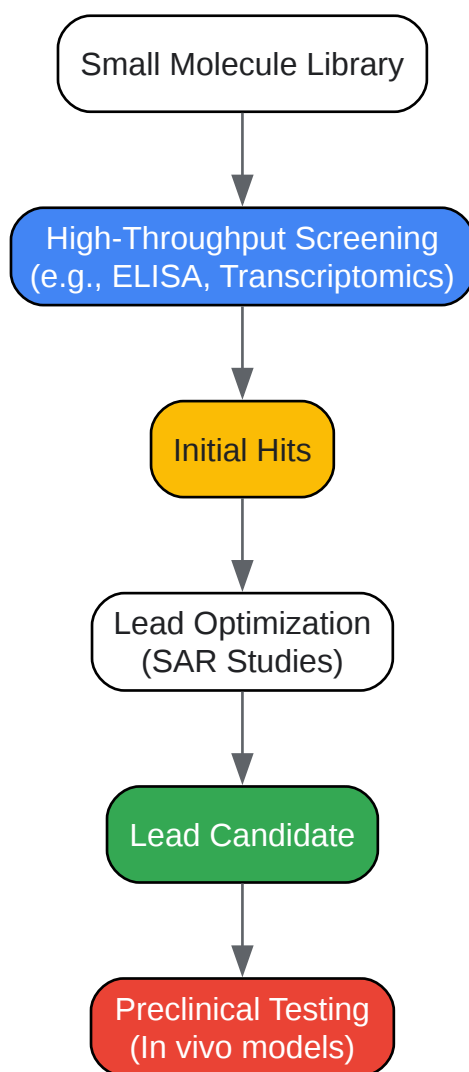 Small Molecule Library
High-Throughput Screening
(e.g., ELISA, Transcriptomics)
Initial Hits
Lead Optimization
(SAR Studies)
Lead Candidate
Preclinical Testing
(In vivo models)